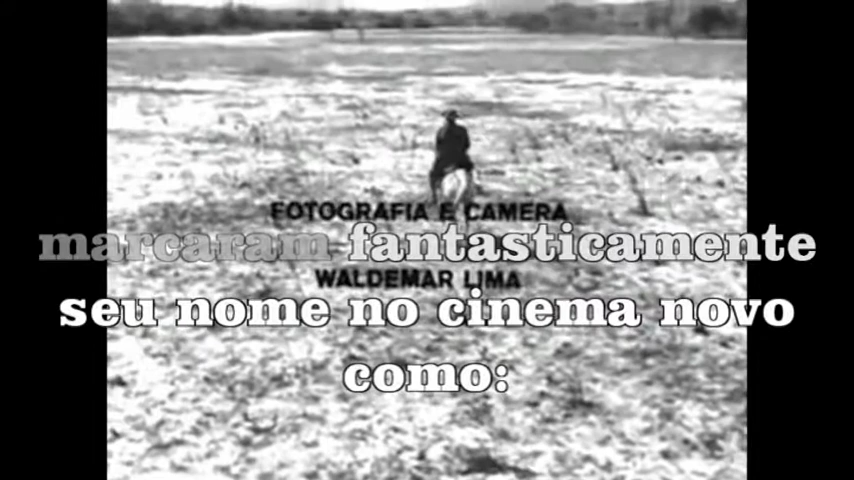 FOTOGRAFIA E CAMERA
marcaram fantasticamente
WALDEMAR LIMA
seu nome no cinema novo
como: